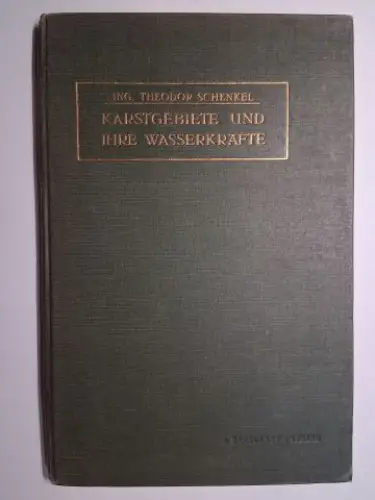 ING. THEODOR SCHENKEL
KARSTGEBIETE UND
IHRE WASSERKRÄFTE